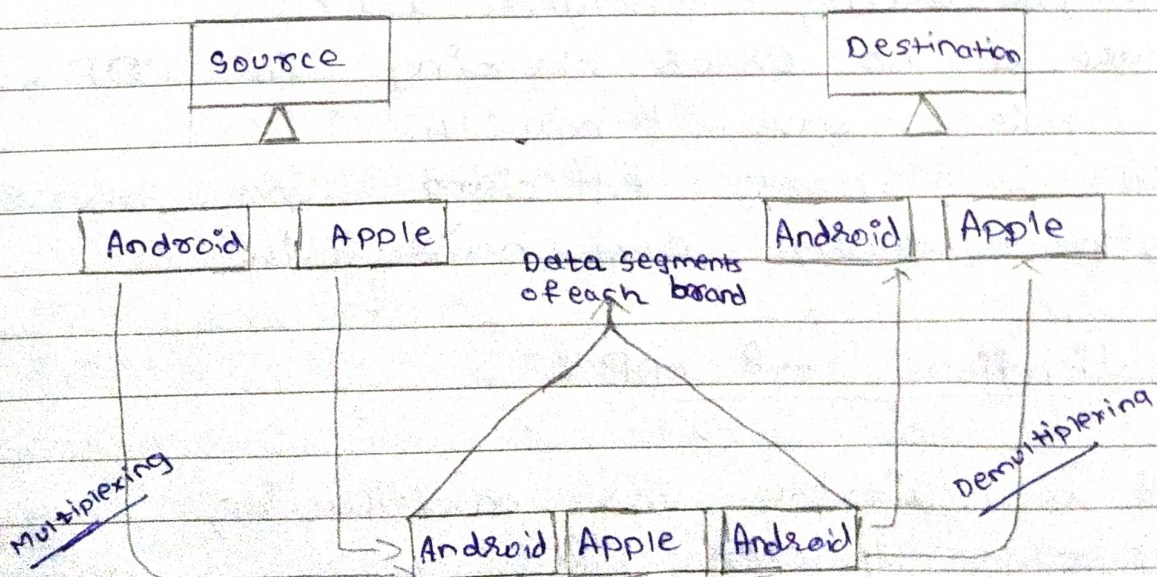 Source
Destination
Android
Apple
Android
Apple
Data segments
of each brand
Multiplexing
Demultiplexing
Android
Apple
Android